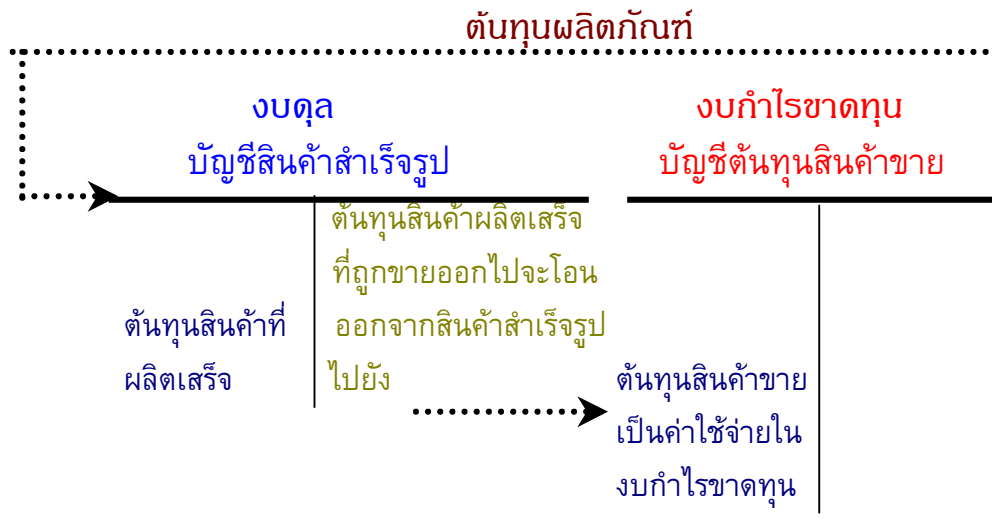 ต้นทุนผลิตภัณฑ์
งบดุล
บัญชีสินค้าสำเร็จรูป
ต้นทุนสินค้าที่
ผลิตเสร็จ
ต้นทุนสินค้าผลิตเสร็จ
ที่ถูกขายออกไปจะโอน
ออกจากสินค้าสำเร็จรูป
ไปยัง
งบกำไรขาดทุน
บัญชีต้นทุนสินค้าขาย
ต้นทุนสินค้าขาย
เป็นค่าใช้จ่ายใน
งบกำไรขาดทุน